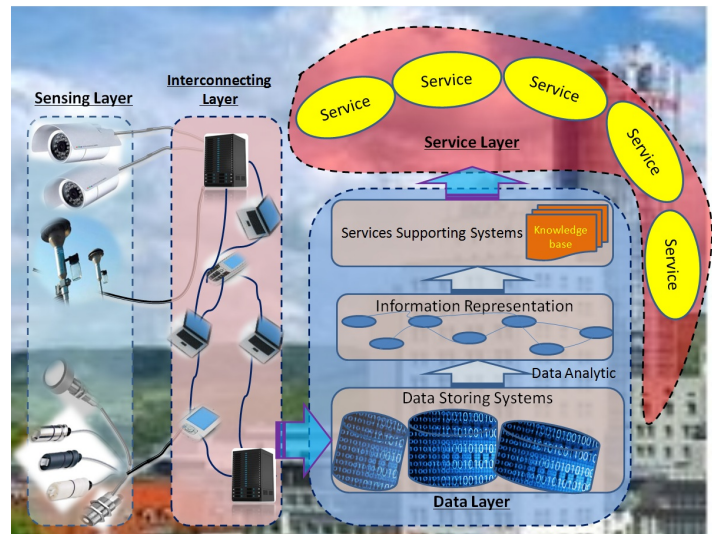 Sensing Layer
Interconnecting
Layer
Service
Service
Service
Service
Service
Service Layer
Services Supporting Systems
Knowledge
base
Information Representation
Data Analytic
Data Storing Systems
Data Layer